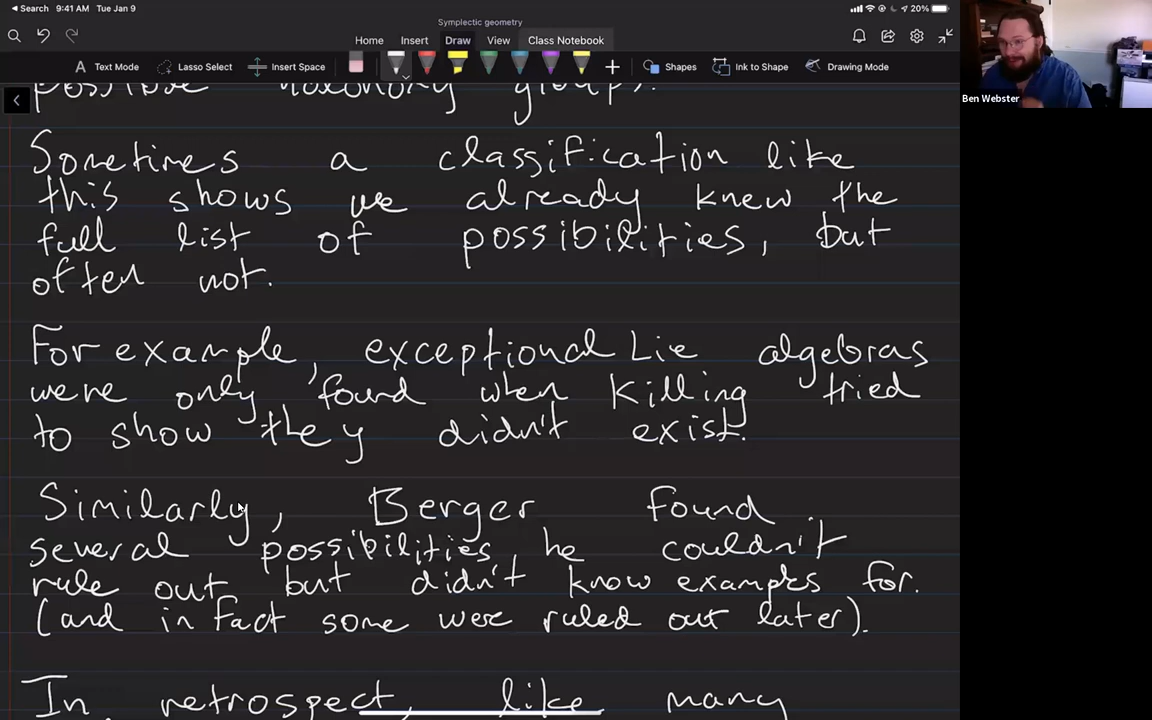 Search 9:41 AM Tue Jan 9
Symplectic geometry
20%
Home Insert Draw View Class Notebook
Text Mode Lasso Select Insert Space Shapes Ink to Shape Drawing Mode
Ben Webster
possible holonomy groups.
Sometimes a classification like
this shows we already knew the
full list of possibilities, but
often not.
For example, exceptional Lie algebras
were only found when Killing tried
to show they didn't exist.
Similarly, Berger found
several possibilities, he couldn't
rule out but didn't know examples for.
(and in fact some were ruled out later).
In retrospect, like many